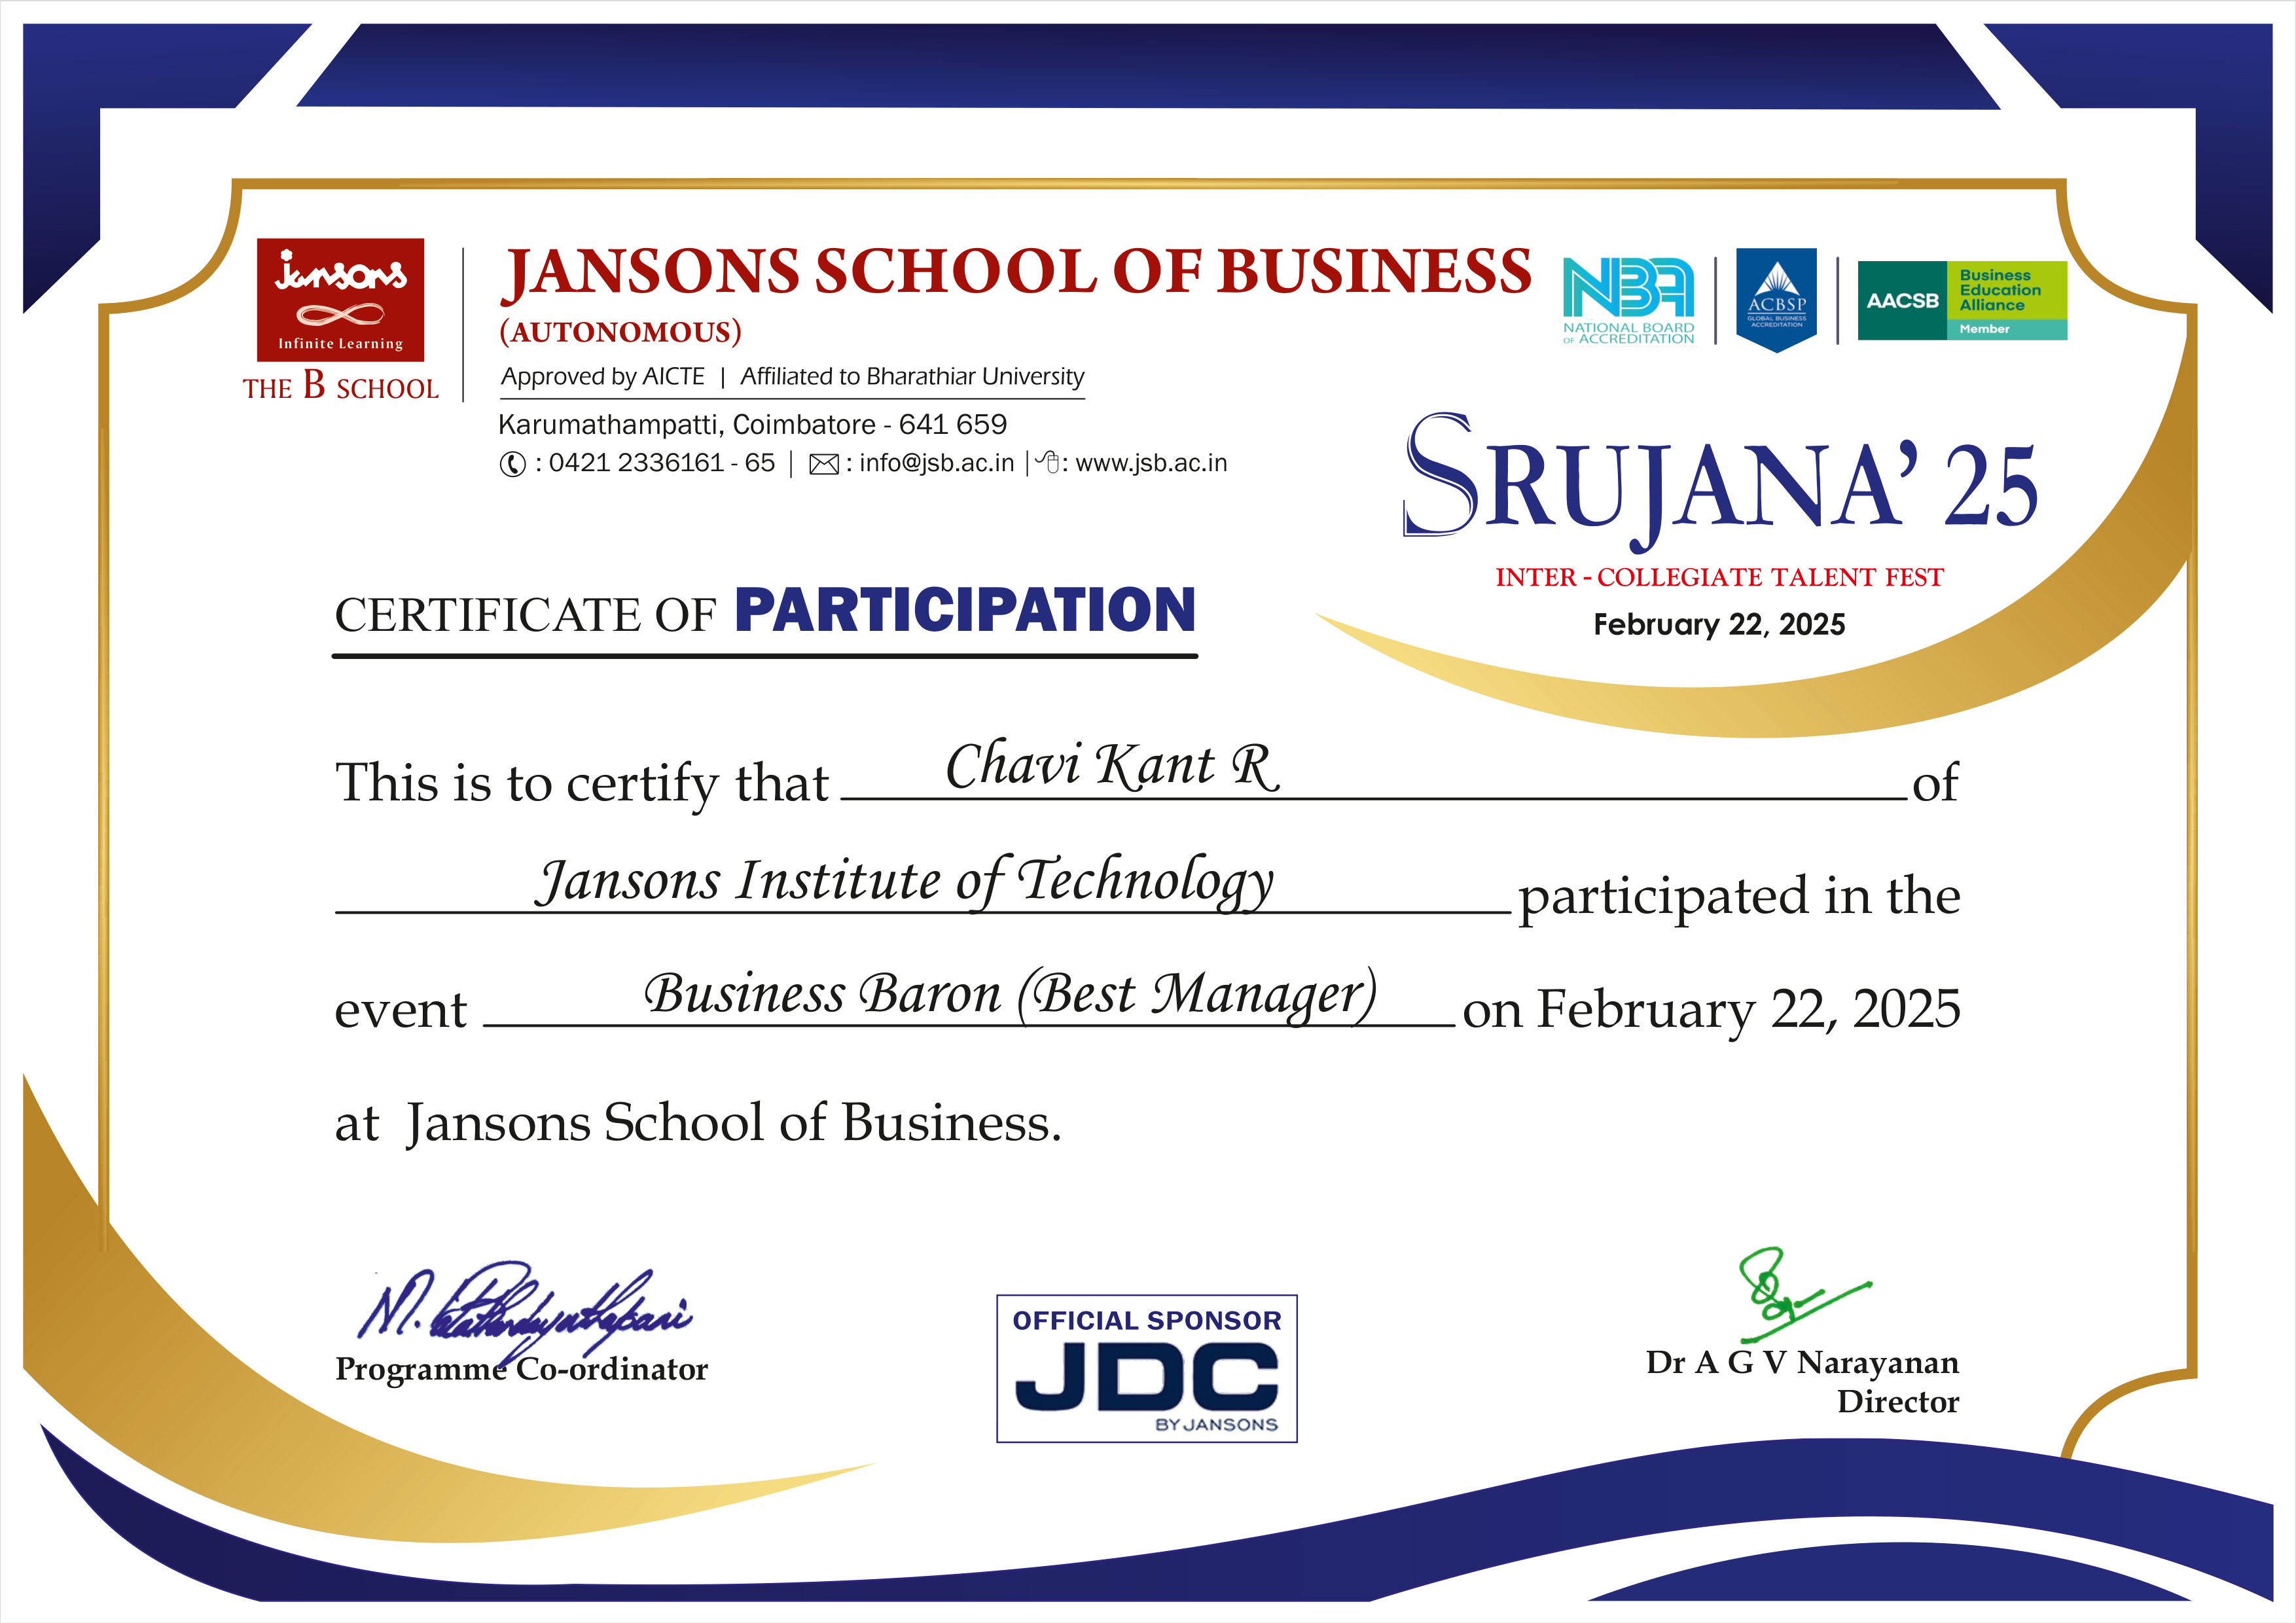 jansons
Infinite Learning
THE B SCHOOL
JANSONS SCHOOL OF BUSINESS
(AUTONOMOUS)
Approved by AICTE | Affiliated to Bharathiar University
Karumathampatti, Coimbatore - 641 659
: 0421 2336161 - 65 | : info@jsb.ac.in | : www.jsb.ac.in
NBA
NATIONAL BOARD
OF ACCREDITATION
ACBSP
GLOBAL BUSINESS
ACCREDITATION
AACSB
Business
Education
Alliance
Member
SRUJANA' 25
INTER - COLLEGIATE TALENT FEST
February 22, 2025
CERTIFICATE OF PARTICIPATION
This is to certify that Chavi Kant R of
Jansons Institute of Technology participated in the
event Business Baron (Best Manager) on February 22, 2025
at Jansons School of Business.
Programme Co-ordinator
OFFICIAL SPONSOR
JDC
BY JANSONS
Dr A G V Narayanan
Director